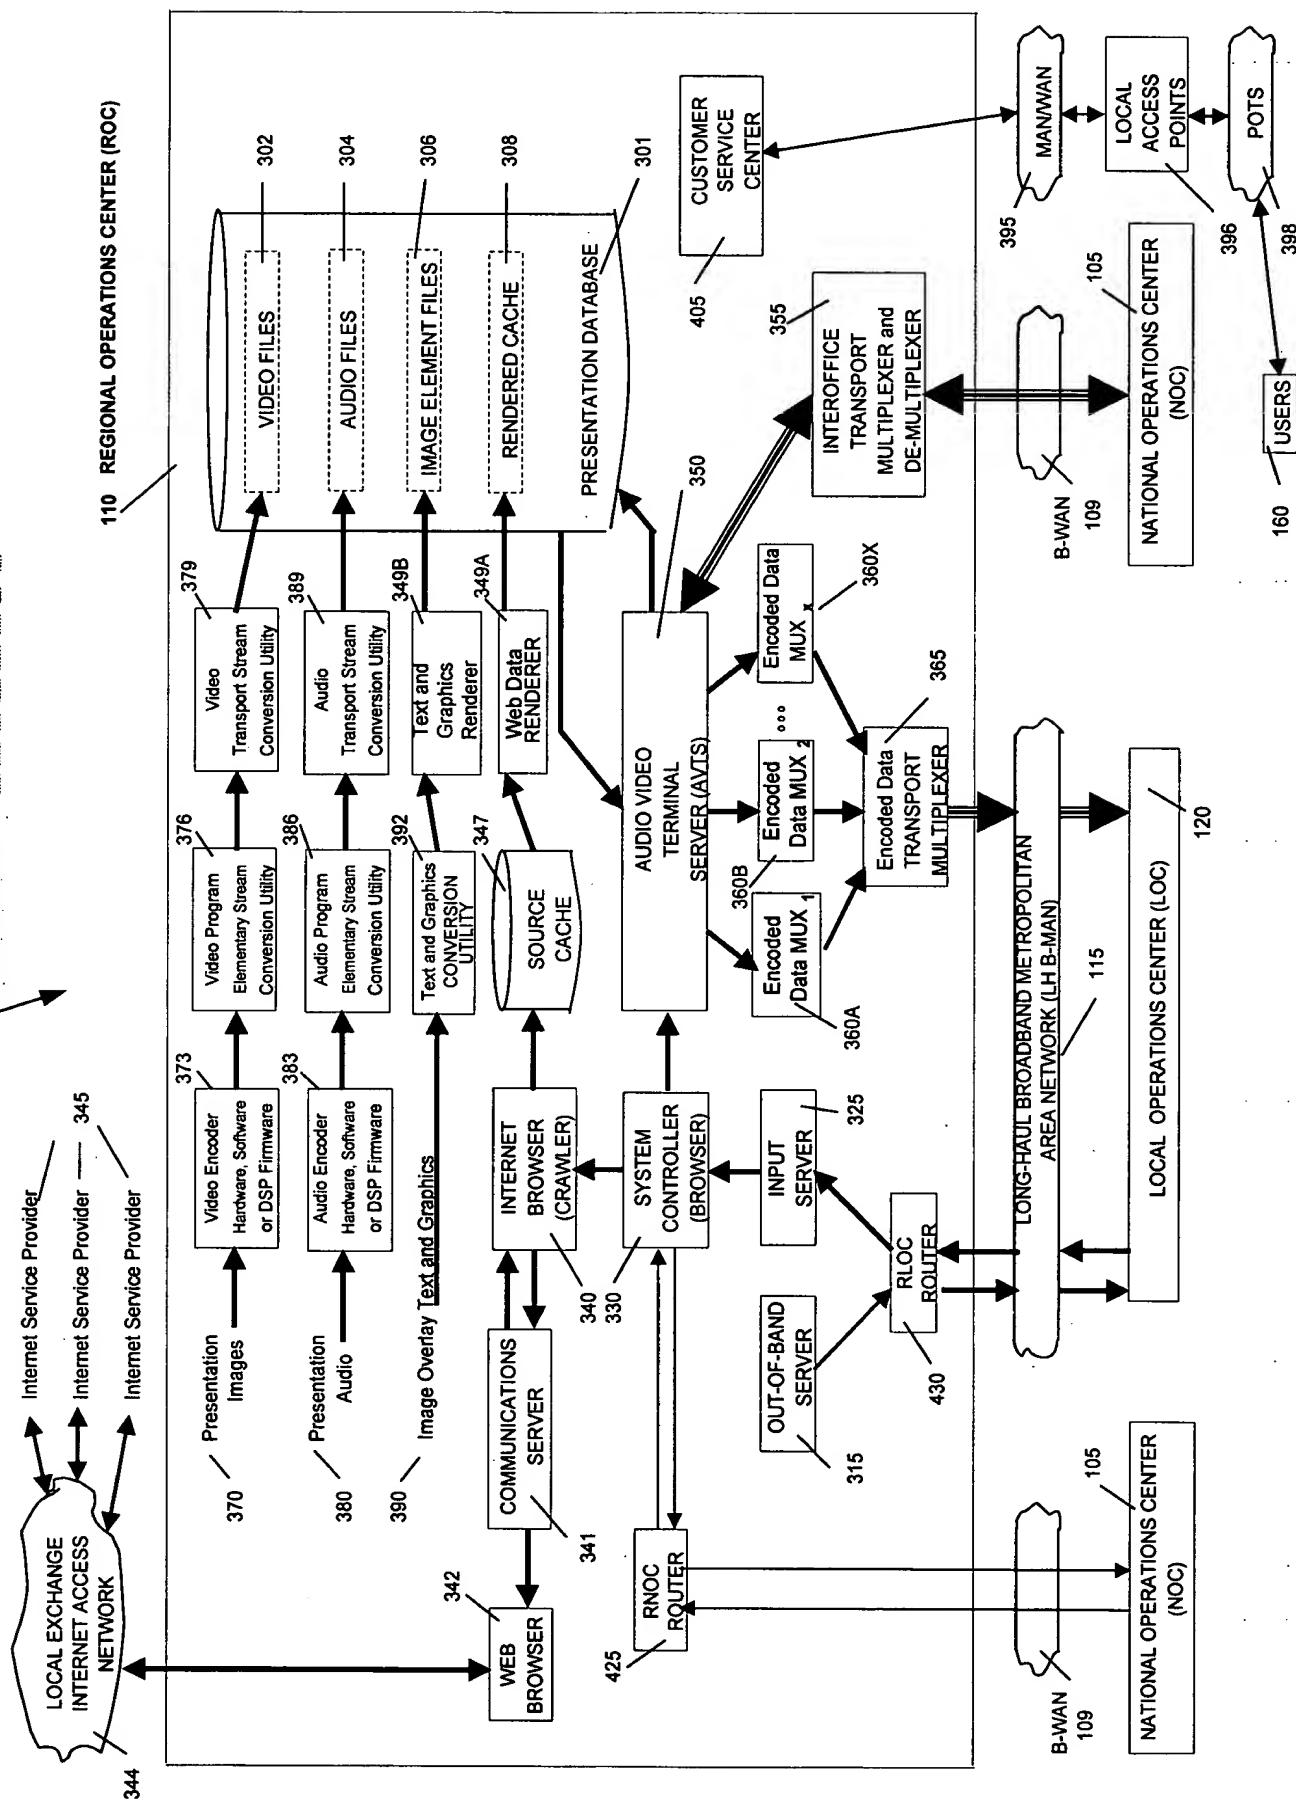 110 REGIONAL OPERATIONS CENTER (ROC)
LOCAL EXCHANGE
INTERNET ACCESS
NETWORK
344
Internet Service Provider
Internet Service Provider
Internet Service Provider
345
370
Presentation
Images
373
Video Encoder
Hardware, Software
or DSP Firmware
376
Video Program
Elementary Stream
Conversion Utility
379
Video
Transport Stream
Conversion Utility
VIDEO FILES
302
380
Presentation
Audio
383
Audio Encoder
Hardware, Software
or DSP Firmware
386
Audio Program
Elementary Stream
Conversion Utility
389
Audio
Transport Stream
Conversion Utility
AUDIO FILES
304
390
Image Overlay Text and Graphics
392
Text and Graphics
CONVERSION
UTILITY
349B
Text and
Graphics
Renderer
IMAGE ELEMENT FILES
306
342
WEB
BROWSER
COMMUNICATIONS
SERVER
341
INTERNET
BROWSER
(CRAWLER)
340
347
SOURCE
CACHE
349A
Web Data
RENDERER
RENDERED CACHE
308
PRESENTATION DATABASE
301
RNOC
ROUTER
425
330
SYSTEM
CONTROLLER
(BROWSER)
AUDIO VIDEO
TERMINAL
SERVER (AVTS)
350
CUSTOMER
SERVICE
CENTER
405
OUT-OF-BAND
SERVER
315
INPUT
SERVER
325
Encoded
Data MUX 1
360A
Encoded
Data MUX 2
360B
Encoded Data
MUX x
360X
INTEROFFICE
TRANSPORT
MULTIPLEXER and
DE-MULTIPLEXER
355
RLOC
ROUTER
430
Encoded Data
TRANSPORT
MULTIPLEXER
365
B-WAN
109
LONG-HAUL BROADBAND METROPOLITAN
AREA NETWORK (LH B-MAN)
115
B-WAN
109
MAN/WAN
395
NATIONAL OPERATIONS CENTER
(NOC)
105
LOCAL OPERATIONS CENTER (LOC)
120
NATIONAL OPERATIONS CENTER
(NOC)
105
LOCAL
ACCESS
POINTS
396
POTS
398
USERS
160